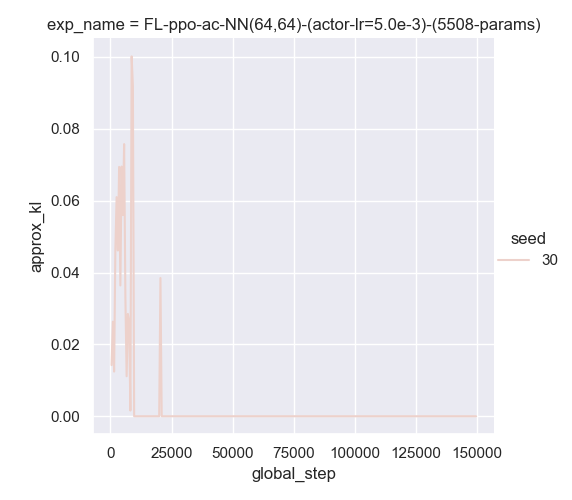 exp_name = FL-ppo-ac-NN(64,64)-(actor-lr=5.0e-3)-(5508-params)
0.10
0.08
0.06
0.04
0.02
0.00
approx_kl
0 25000 50000 75000 100000 125000 150000
global_step
seed
30